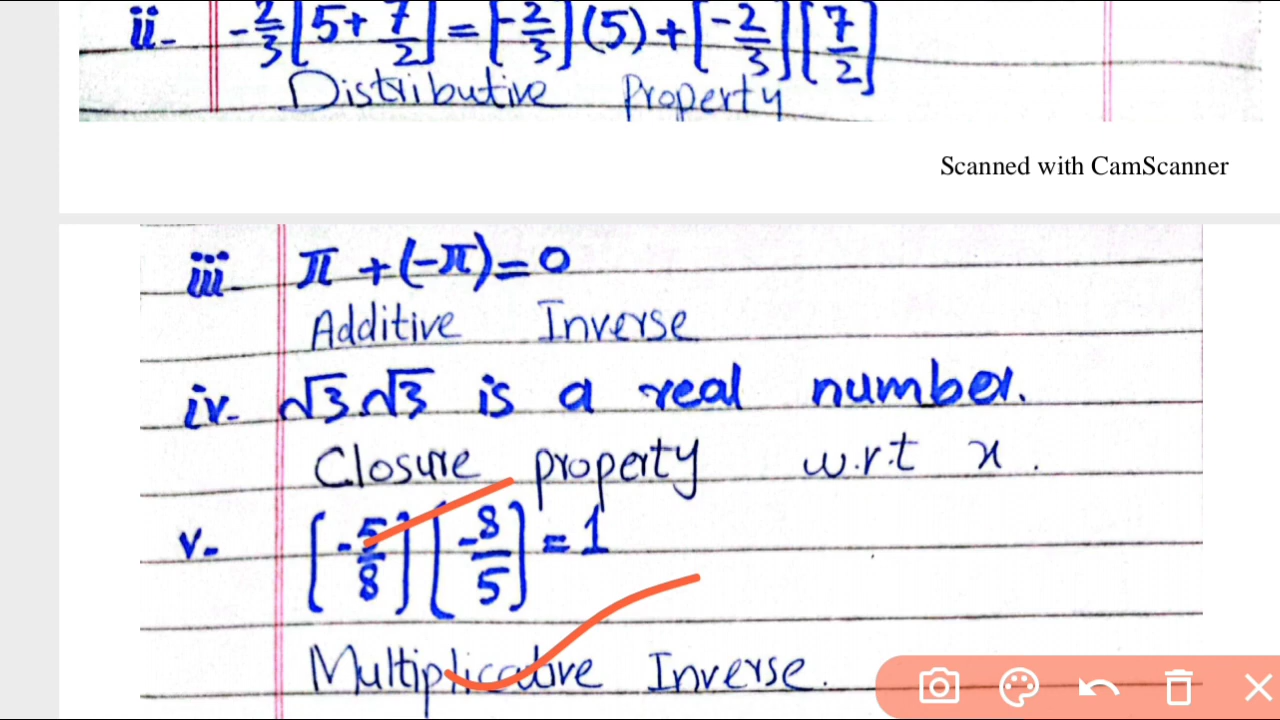 ii- -2/3[5+ 7/2] = [-2/3](5)+[-2/3][7/2]
Distributive Property
Scanned with CamScanner
iii- π +(-π)=0
Additive Inverse
iv- √3.√3 is a real number.
Closure property w.r.t x.
v- [-5/8][-8/5] = 1
Multiplicative Inverse.